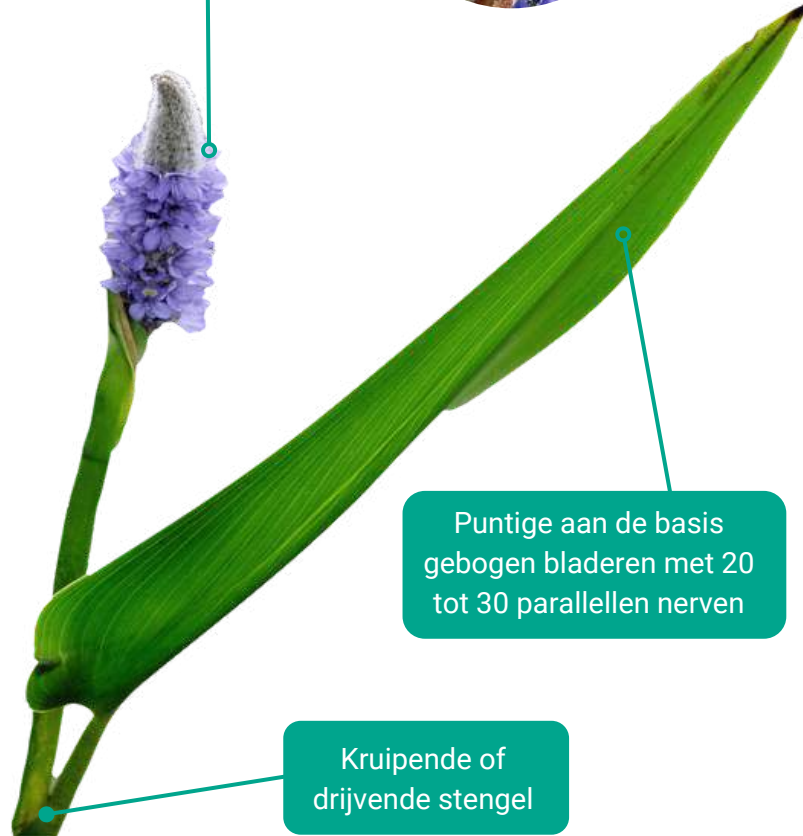 Puntige aan de basis
gebogen bladeren met 20
tot 30 parallellen nerven
Kruipende of
drijvende stengel